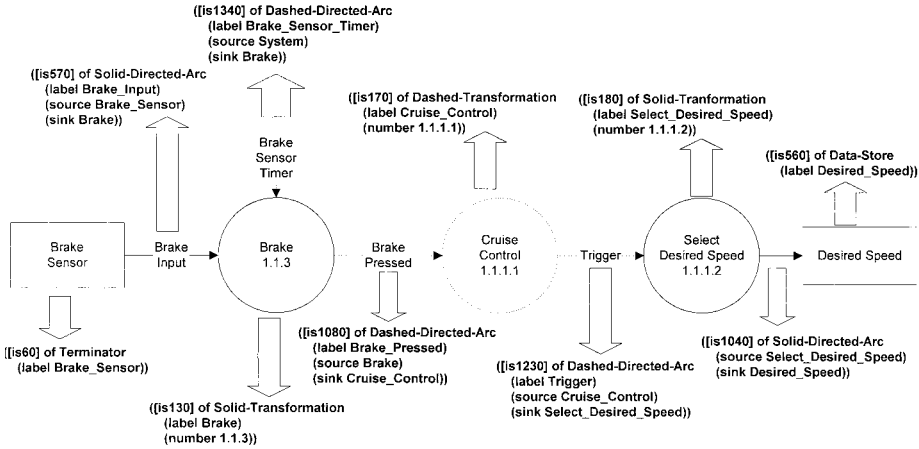 ([is1340] of Dashed-Directed-Arc
(label Brake_Sensor_Timer)
(source System)
(sink Brake))
([is570] of Solid-Directed-Arc
(label Brake_Input)
(source Brake_Sensor)
(sink Brake))
([is170] of Dashed-Transformation
(label Cruise_Control)
(number 1.1.1.1))
([is180] of Solid-Tranformation
(label Select_Desired_Speed)
(number 1.1.1.2))
([is560] of Data-Store
(label Desired_Speed))
Brake
Sensor
Timer
Brake
Sensor
Brake
Input
Brake
1.1.3
Brake
Pressed
Cruise
Control
1.1.1.1
Trigger
Select
Desired Speed
1.1.1.2
Desired Speed
([is60] of Terminator
(label Brake_Sensor))
([is1080] of Dashed-Directed-Arc
(label Brake_Pressed)
(source Brake)
(sink Cruise_Control))
([is1040] of Solid-Directed-Arc
(source Select_Desired_Speed)
(sink Desired_Speed))
([is1230] of Dashed-Directed-Arc
(label Trigger)
(source Cruise_Control)
(sink Select_Desired_Speed))
([is130] of Solid-Transformation
(label Brake)
(number 1.1.3))